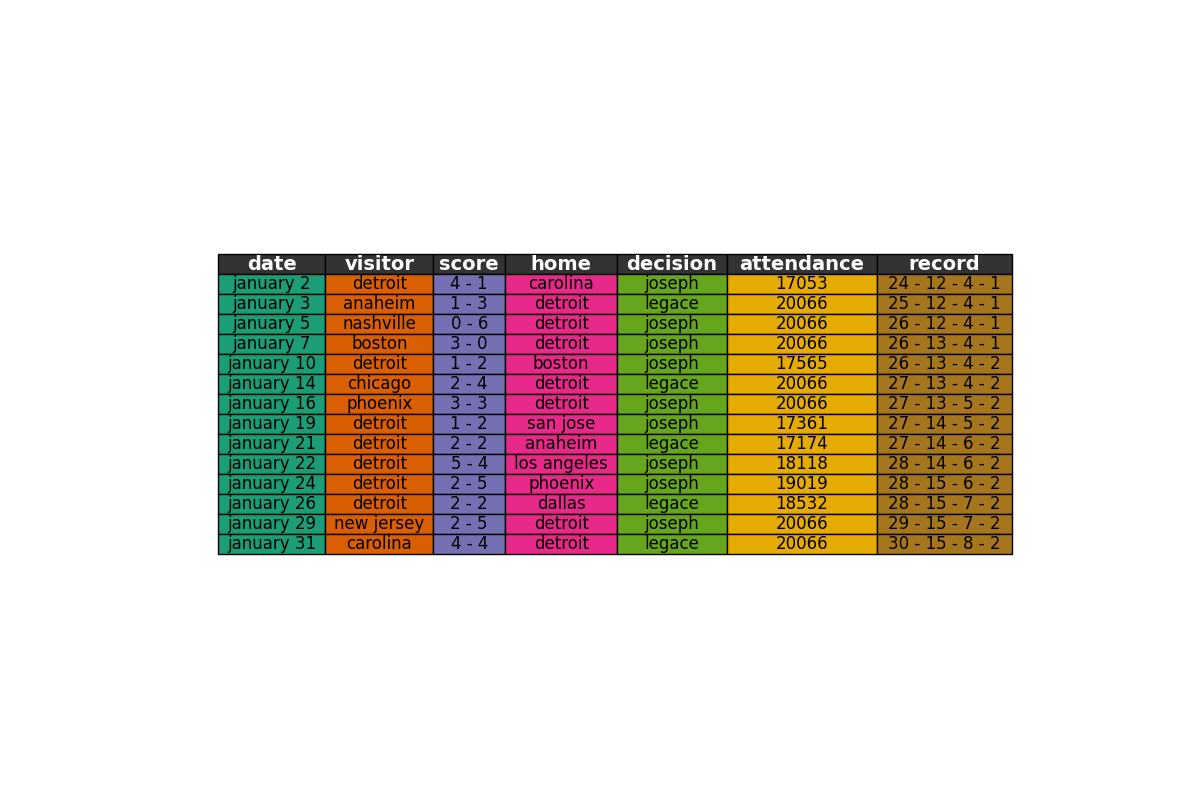 date visitor score home decision attendance record
january 2 detroit 4 - 1 carolina joseph 17053 24 - 12 - 4 - 1
january 3 anaheim 1 - 3 detroit legace 20066 25 - 12 - 4 - 1
january 5 nashville 0 - 6 detroit joseph 20066 26 - 12 - 4 - 1
january 7 boston 3 - 0 detroit joseph 20066 26 - 13 - 4 - 1
january 10 detroit 1 - 2 boston joseph 17565 26 - 13 - 4 - 2
january 14 chicago 2 - 4 detroit legace 20066 27 - 13 - 4 - 2
january 16 phoenix 3 - 3 detroit joseph 20066 27 - 13 - 5 - 2
january 19 detroit 1 - 2 san jose joseph 17361 27 - 14 - 5 - 2
january 21 detroit 2 - 2 anaheim legace 17174 27 - 14 - 6 - 2
january 22 detroit 5 - 4 los angeles joseph 18118 28 - 14 - 6 - 2
january 24 detroit 2 - 5 phoenix joseph 19019 28 - 15 - 6 - 2
january 26 detroit 2 - 2 dallas legace 18532 28 - 15 - 7 - 2
january 29 new jersey 2 - 5 detroit joseph 20066 29 - 15 - 7 - 2
january 31 carolina 4 - 4 detroit legace 20066 30 - 15 - 8 - 2